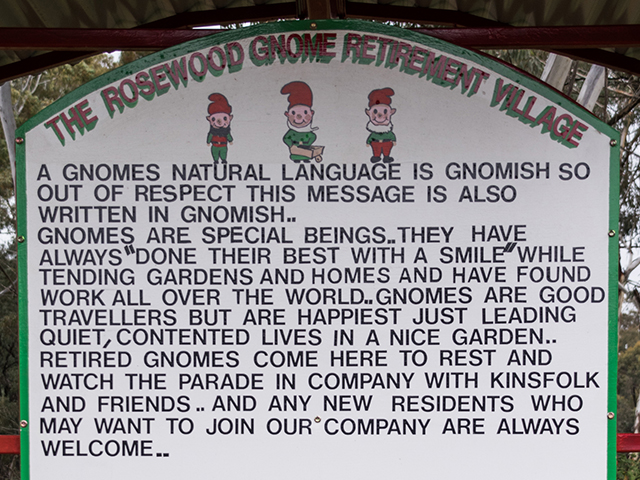 THE ROSEWOOD GNOME RETIREMENT VILLAGE
A GNOMES NATURAL LANGUAGE IS GNOMISH SO
OUT OF RESPECT THIS MESSAGE IS ALSO
WRITTEN IN GNOMISH..
GNOMES ARE SPECIAL BEINGS..THEY HAVE
ALWAYS"DONE THEIR BEST WITH A SMILE"WHILE
TENDING GARDENS AND HOMES AND HAVE FOUND
WORK ALL OVER THE WORLD..GNOMES ARE GOOD
TRAVELLERS BUT ARE HAPPIEST JUST LEADING
QUIET, CONTENTED LIVES IN A NICE GARDEN..
RETIRED GNOMES COME HERE TO REST AND
WATCH THE PARADE IN COMPANY WITH KINSFOLK
AND FRIENDS.. AND ANY NEW RESIDENTS WHO
MAY WANT TO JOIN OUR COMPANY ARE ALWAYS
WELCOME..